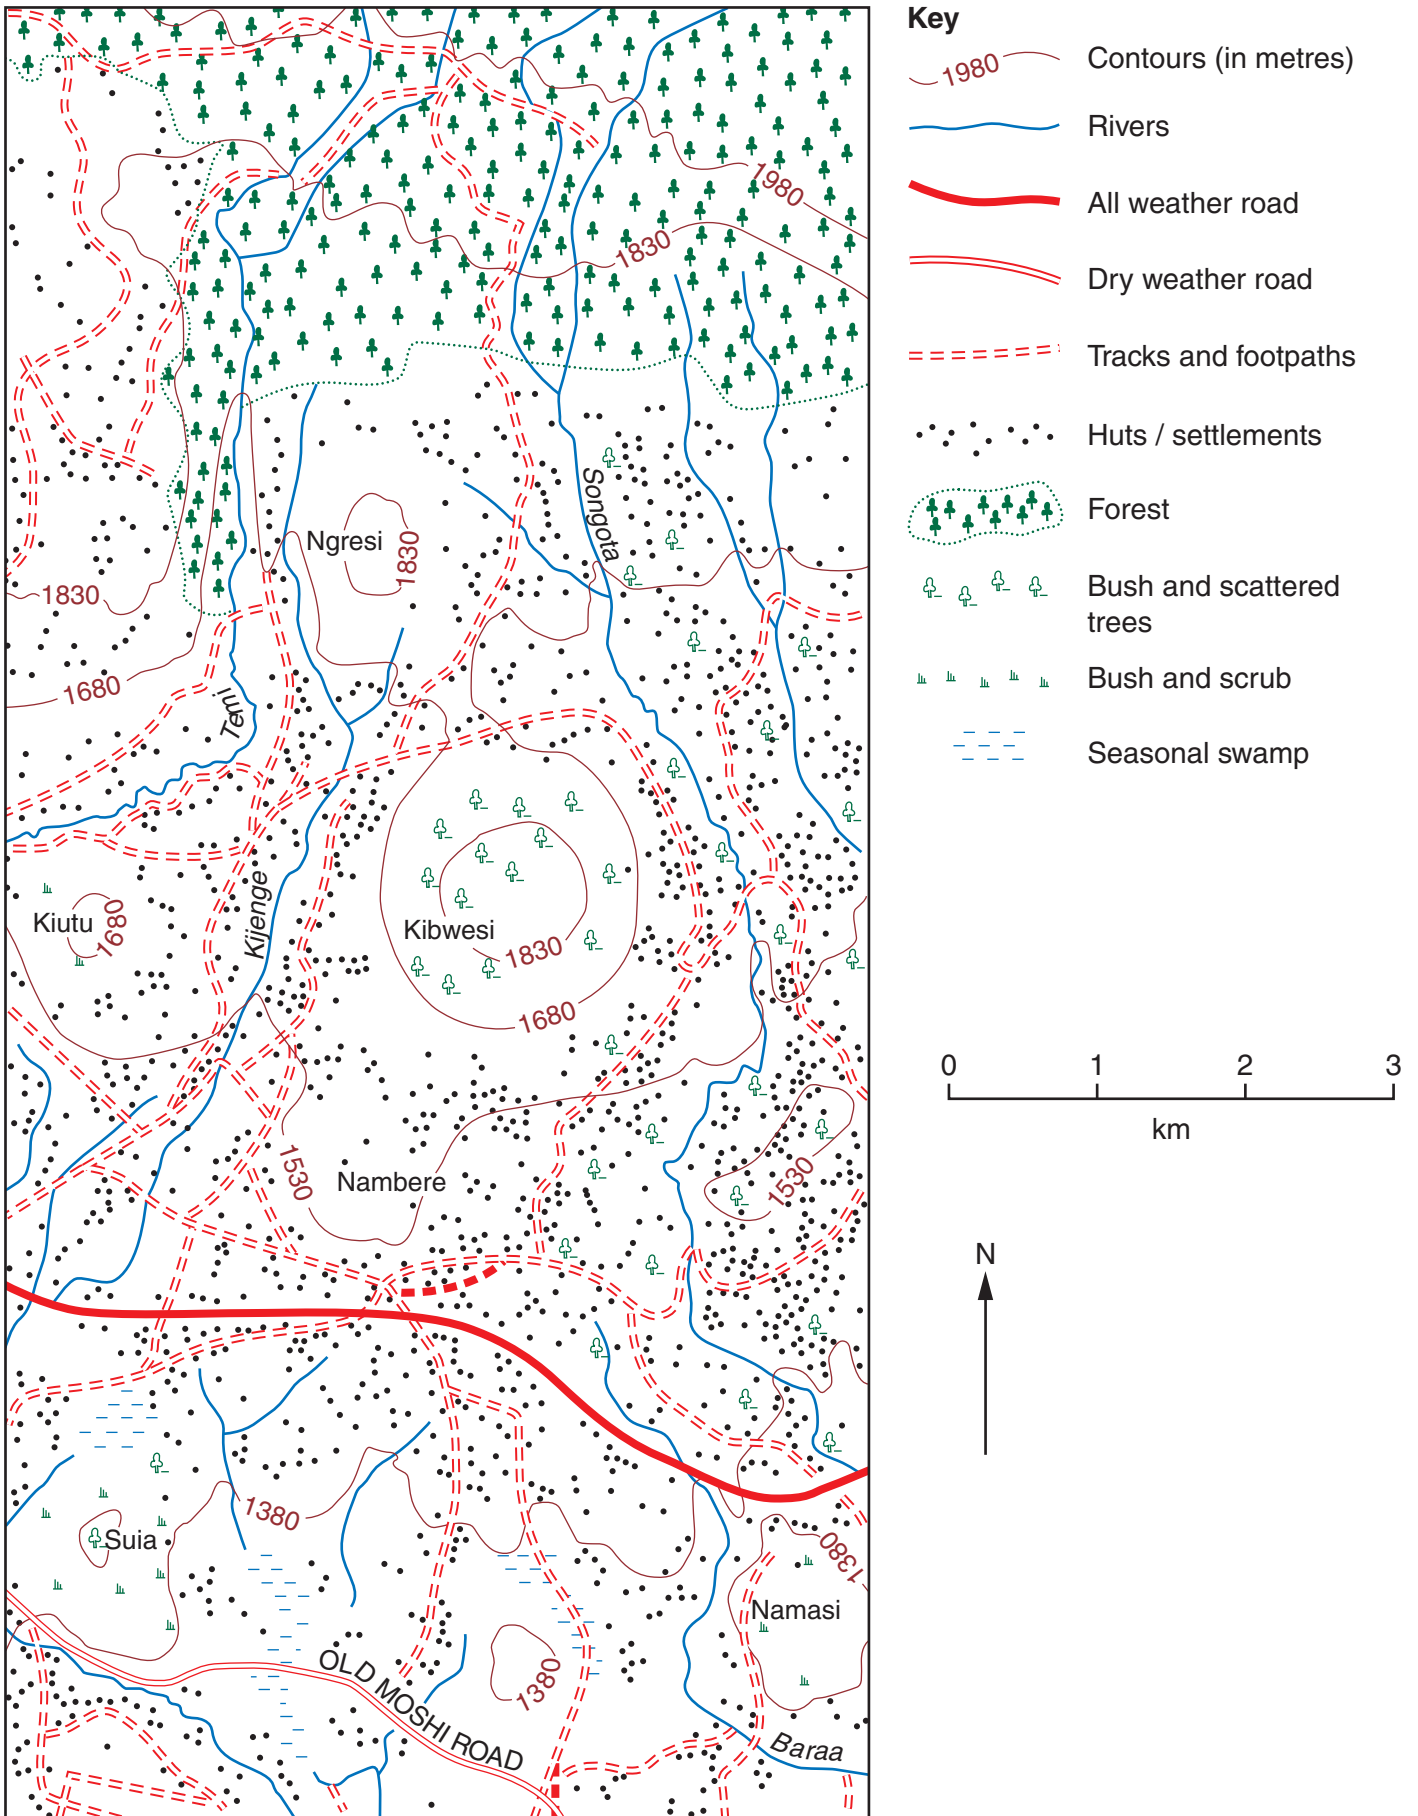 Key
1980
Contours (in metres)
Rivers
All weather road
Dry weather road
Tracks and footpaths
Huts / settlements
Forest
Bush and scattered
trees
Bush and scrub
Seasonal swamp
1980
1830
Songota
Ngresi
1830
1830
1680
Temi
Kiutu
1680
Kijenge
Kibwesi
1830
1680
1530
Nambere
1530
1380
Suia
1380
Namasi
1380
OLD MOSHI ROAD
Baraa
0 1 2 3
km
N